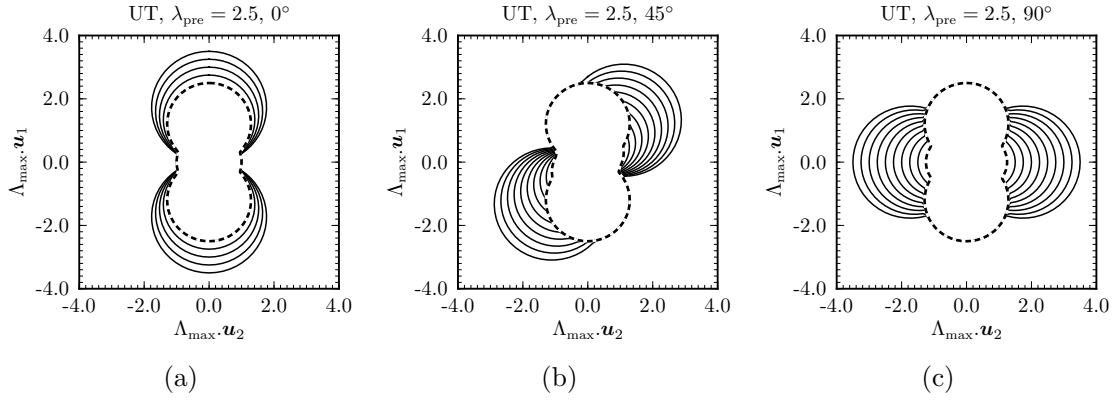 UT, λpre = 2.5, 0°
4.0
2.0
0.0
-2.0
-4.0
-4.0 -2.0 0.0 2.0 4.0
Λmax.u1
Λmax.u2
(a)
UT, λpre = 2.5, 45°
4.0
2.0
0.0
-2.0
-4.0
-4.0 -2.0 0.0 2.0 4.0
Λmax.u1
Λmax.u2
(b)
UT, λpre = 2.5, 90°
4.0
2.0
0.0
-2.0
-4.0
-4.0 -2.0 0.0 2.0 4.0
Λmax.u1
Λmax.u2
(c)